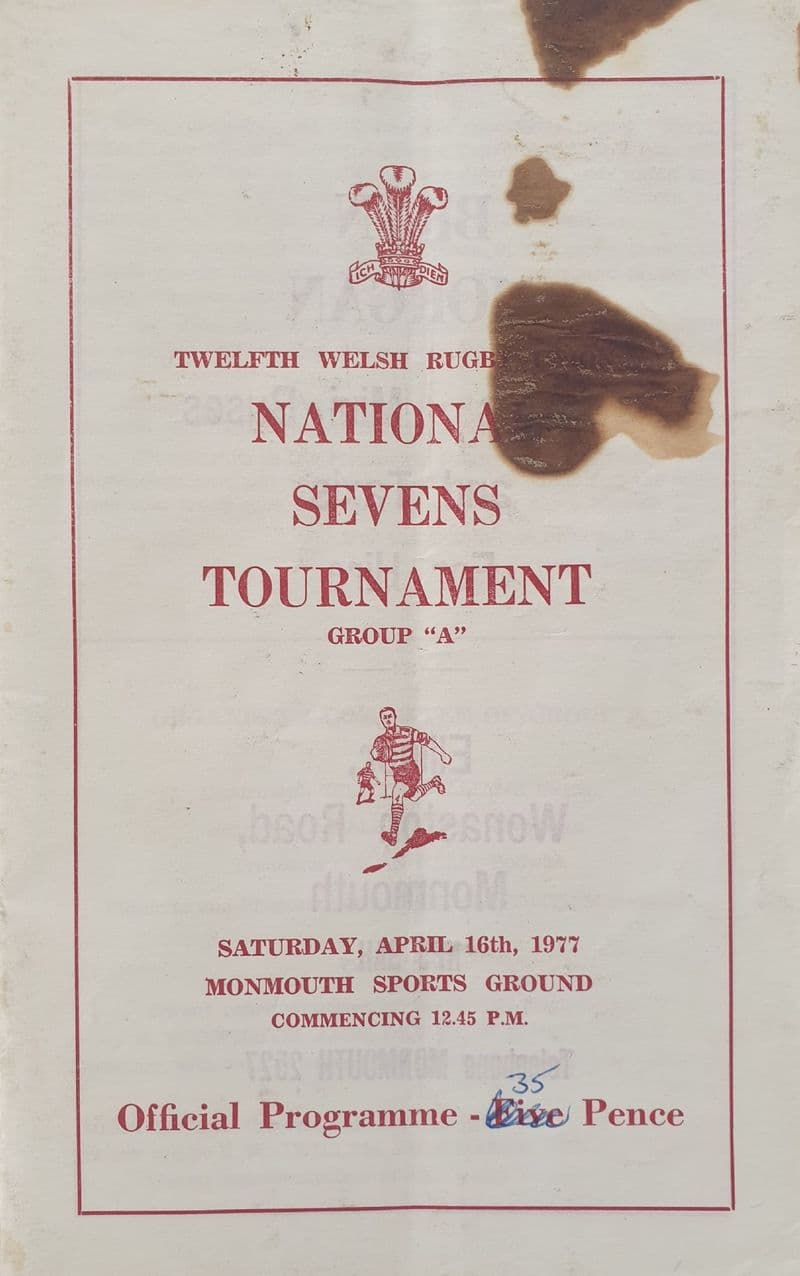 ICH DIEN
TWELFTH WELSH RUGB
NATIONA
SEVENS
TOURNAMENT
GROUP “A”
SATURDAY, APRIL 16th, 1977
MONMOUTH SPORTS GROUND
COMMENCING 12.45 P.M.
35
Official Programme - Five Pence